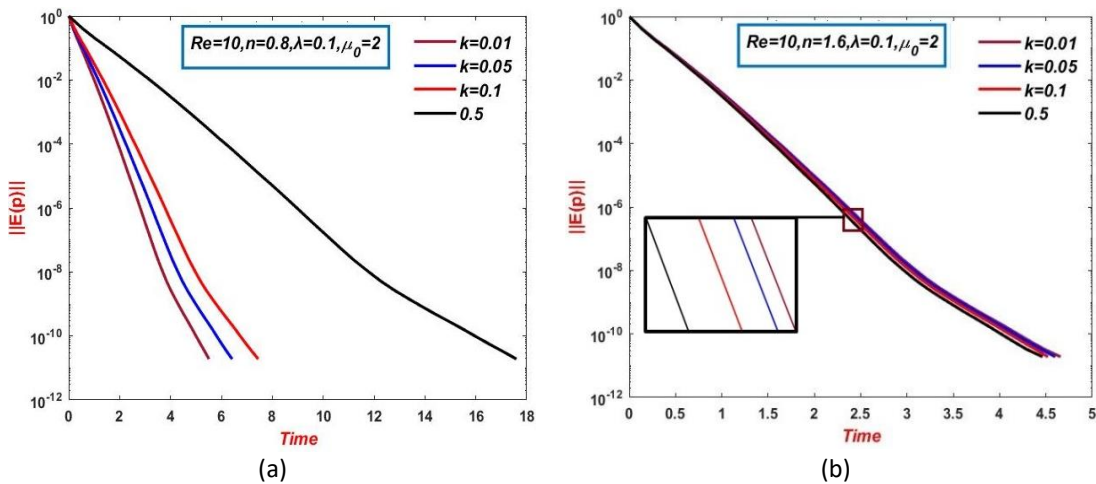 Re=10,n=0.8,λ=0.1,μ0=2
k=0.01
k=0.05
k=0.1
0.5
||E(p)||
10^0
10^-2
10^-4
10^-6
10^-8
10^-10
10^-12
0 2 4 6 8 10 12 14 16 18
Time
(a)
Re=10,n=1.6,λ=0.1,μ0=2
k=0.01
k=0.05
k=0.1
0.5
||E(p)||
10^0
10^-2
10^-4
10^-6
10^-8
10^-10
10^-12
0 0.5 1 1.5 2 2.5 3 3.5 4 4.5 5
Time
(b)